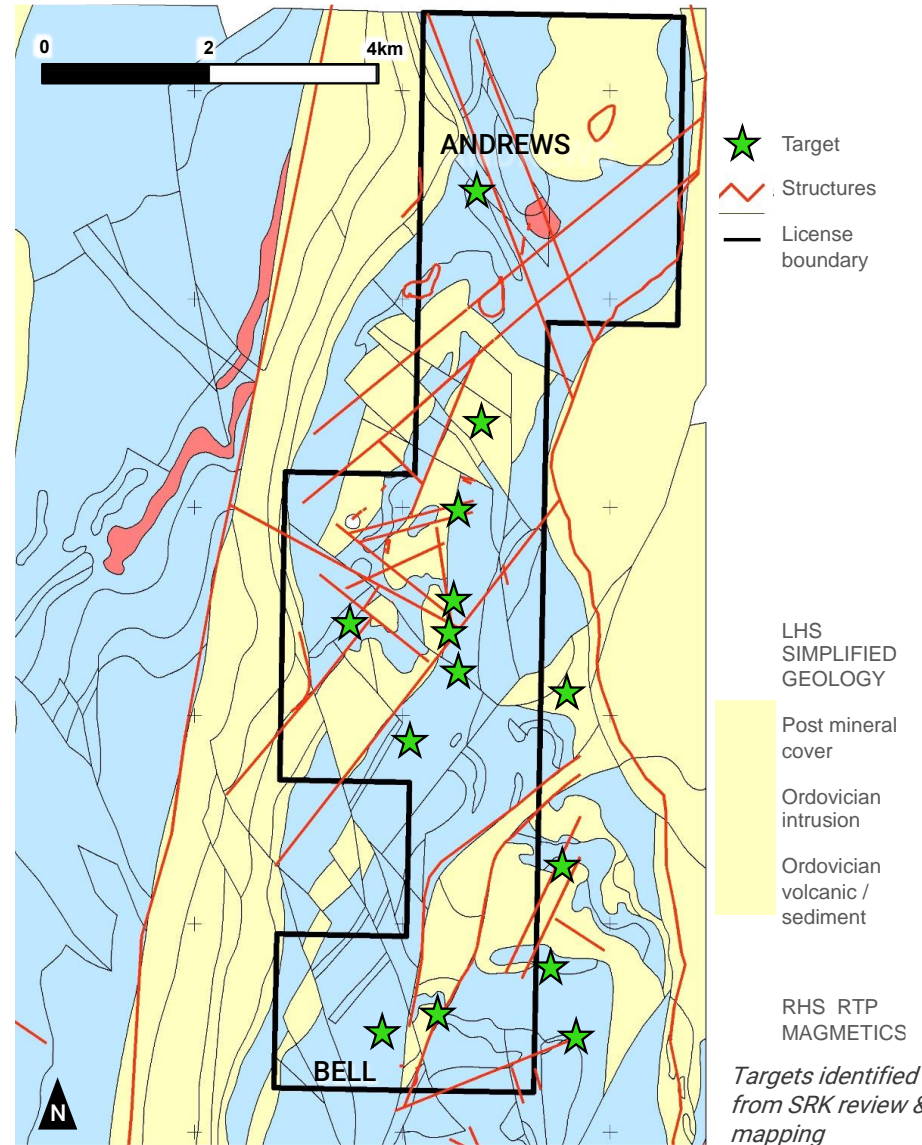 0 2 4km
ANDREWS
BELL
N
Target
Structures
License
boundary
LHS
SIMPLIFIED
GEOLOGY
Post mineral
cover
Ordovician
intrusion
Ordovician
volcanic /
sediment
RHS RTP
MAGMETICS
Targets identified
from SRK review &
mapping